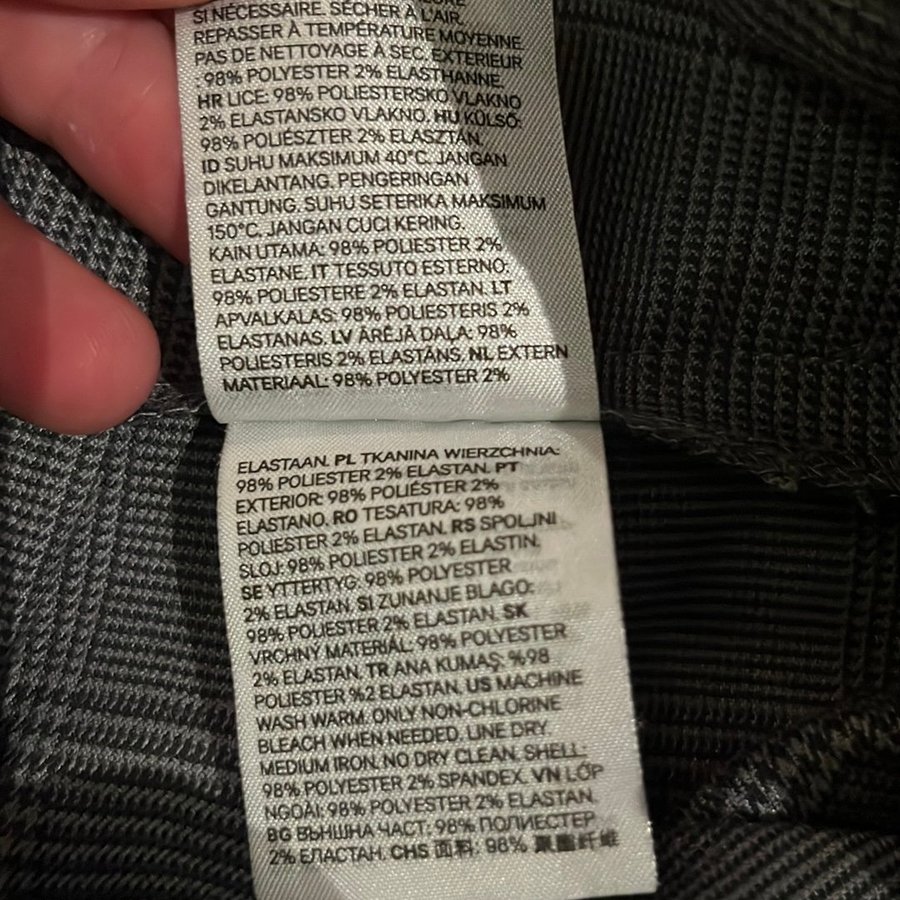 SI NÉCESSAIRE. SÉCHER À L'AIR.
REPASSER À TEMPÉRATURE MOYENNE.
PAS DE NETTOYAGE À SEC. EXTERIEUR
:98% POLYESTER 2% ELASTHANNE.
HR LICE: 98% POLIESTERSKO VLAKNO
2% ELASTANSKO VLAKNO. HU KÜLSŐ:
98% POLIÉSZTER 2% ELASZTÁN.
ID SUHU MAKSIMUM 40°C. JANGAN
DIKELANTANG. PENGERINGAN
GANTUNG. SUHU SETERIKA MAKSIMUM
150°C. JANGAN CUCI KERING.
KAIN UTAMA: 98% POLIESTER 2%
ELASTANE. IT TESSUTO ESTERNO:
98% POLIESTERE 2% ELASTAN. LT
APVALKALAS: 98% POLIESTERIS 2%
ELASTANAS. LV ĀRĒJĀ DAĻA: 98%
POLIESTERIS 2% ELASTĀNS. NL EXTERN
MATERIAAL: 98% POLYESTER 2%
ELASTAAN. PL TKANINA WIERZCHNIA:
98% POLIESTER 2% ELASTAN. PT
EXTERIOR: 98% POLIÉSTER 2%
ELASTANO. RO TESATURA: 98%
POLIESTER 2% ELASTAN. RS SPOLJNI
SLOJ: 98% POLIESTER 2% ELASTIN.
SE YTTERTYG: 98% POLYESTER
2% ELASTAN. SI ZUNANJE BLAGO:
98% POLIESTER 2% ELASTAN. SK
VRCHNÝ MATERIÁL: 98% POLYESTER
2% ELASTAN. TR ANA KUMAŞ: %98
POLIESTER %2 ELASTAN. US MACHINE
WASH WARM. ONLY NON-CHLORINE
BLEACH WHEN NEEDED. LINE DRY.
MEDIUM IRON. NO DRY CLEAN. SHELL:
98% POLYESTER 2% SPANDEX. VN LỚP
NGOÀI: 98% POLYESTER 2% ELASTAN.
BG ВЪНШНА ЧАСТ: 98% ПОЛИЕСТЕР
2% ЕЛАСТАН. CHS 面料: 98% 聚酯纤维